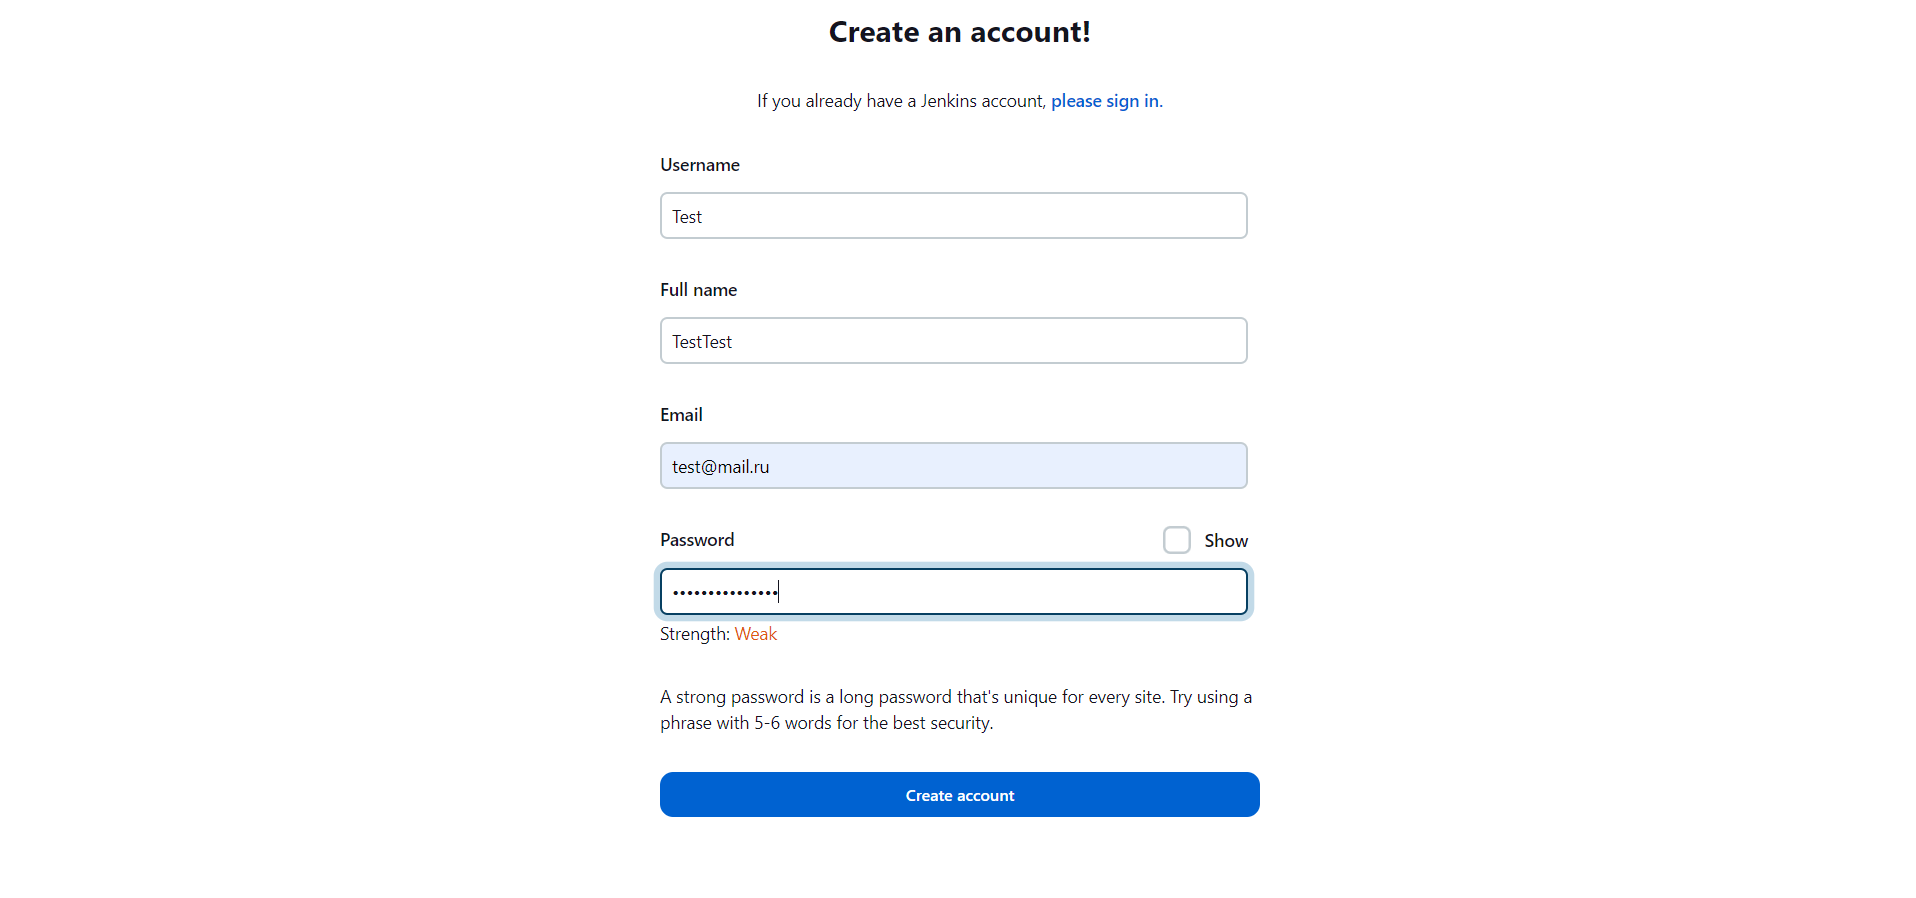 Create an account!
If you already have a Jenkins account, please sign in.
Username
Test
Full name
TestTest
Email
test@mail.ru
Password
Show
•••••••••••••••
Strength: Weak
A strong password is a long password that's unique for every site. Try using a
phrase with 5-6 words for the best security.
Create account